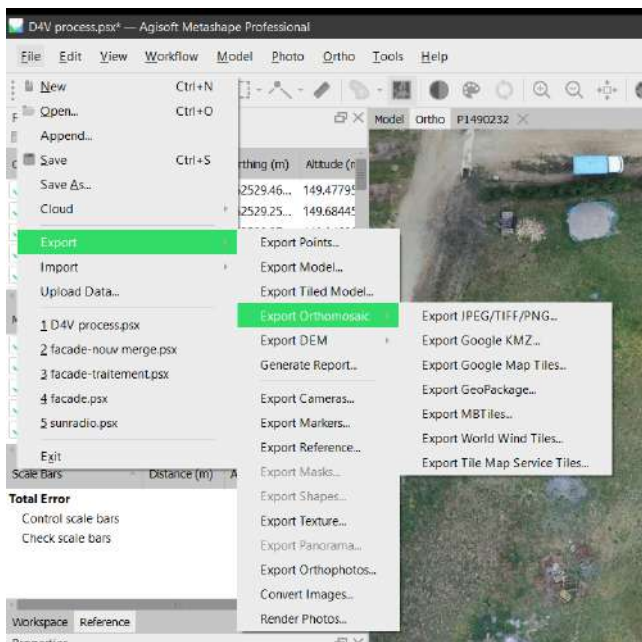 D4V process.psx* — Agisoft Metashape Professional
File Edit View Workflow Model Photo Ortho Tools Help
New Ctrl+N
Open... Ctrl+O
Append...
Save Ctrl+S
Save As...
Cloud
Export
Import
Upload Data...
1 D4V process.psx
2 facade-nouv merge.psx
3 facade-traitement.psx
4 facade.psx
5 sunradio.psx
Exit
Model Ortho P1490232
Altitude (m
52529.46... 149.47795
52529.25... 149.68445
Export Points...
Export Model...
Export Tiled Model...
Export Orthomosaic
Export DEM
Generate Report...
Export Cameras...
Export Markers...
Export Reference...
Export Masks...
Export Shapes...
Export Texture...
Export Panorama...
Export Orthophotos...
Convert Images...
Render Photos...
Export JPEG/TIFF/PNG...
Export Google KMZ...
Export Google Map Tiles...
Export GeoPackage...
Export MBTiles...
Export World Wind Tiles...
Export Tile Map Service Tiles...
Scale Bars Distance (m)
Total Error
Control scale bars
Check scale bars
Workspace Reference